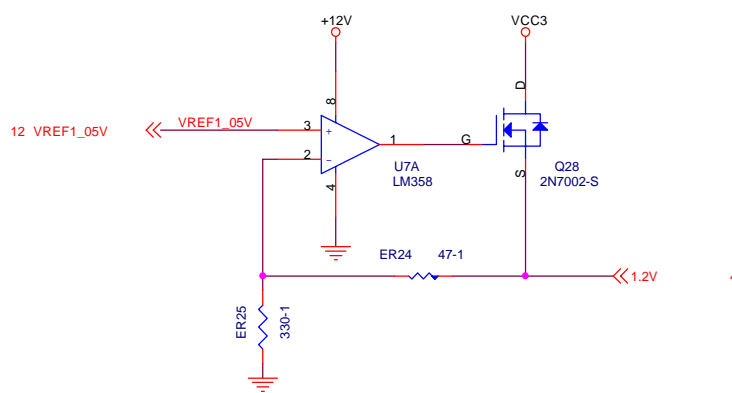 +12V
VCC3
8
D
12 VREF1_05V
VREF1_05V
3
+
1
G
2
-
U7A
LM358
Q28
2N7002-S
4
S
ER24
47-1
1.2V
ER25
330-1